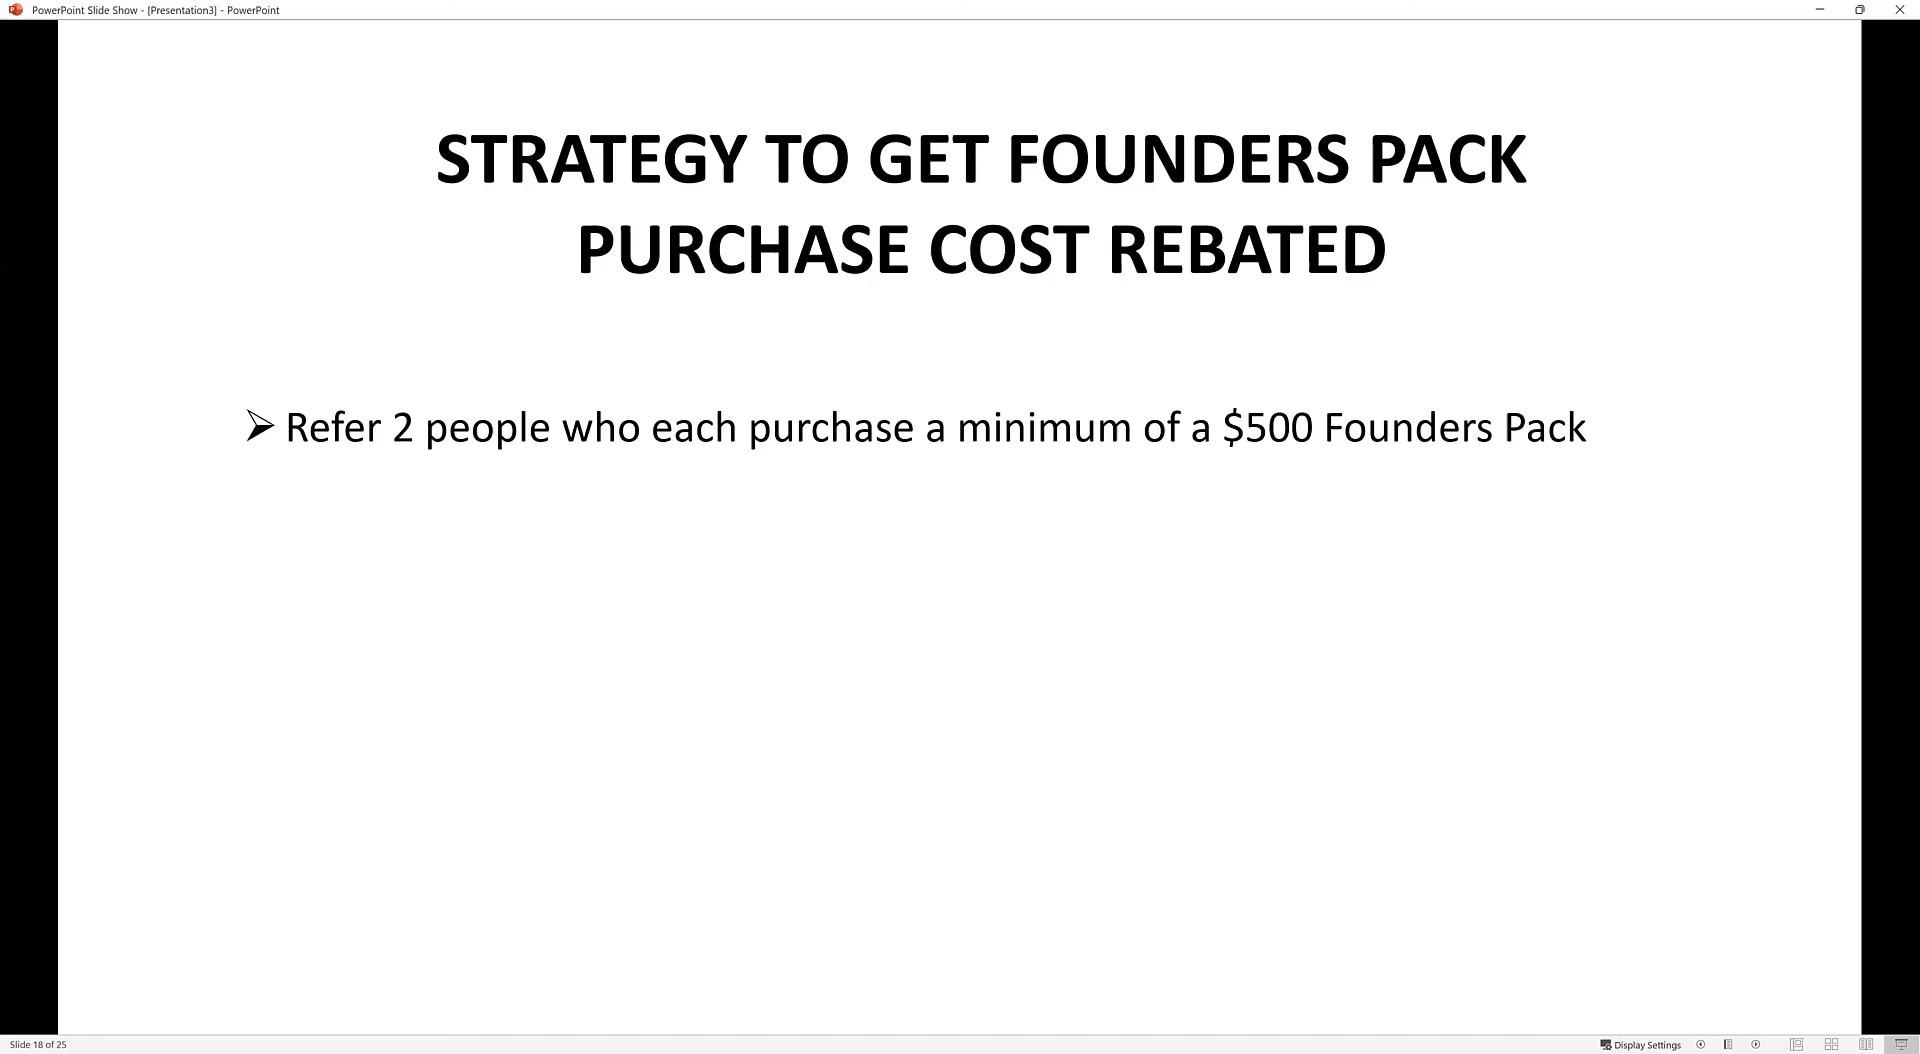 PowerPoint Slide Show - [Presentation3] - PowerPoint
STRATEGY TO GET FOUNDERS PACK
PURCHASE COST REBATED
➢ Refer 2 people who each purchase a minimum of a $500 Founders Pack
Slide 18 of 25
Display Settings